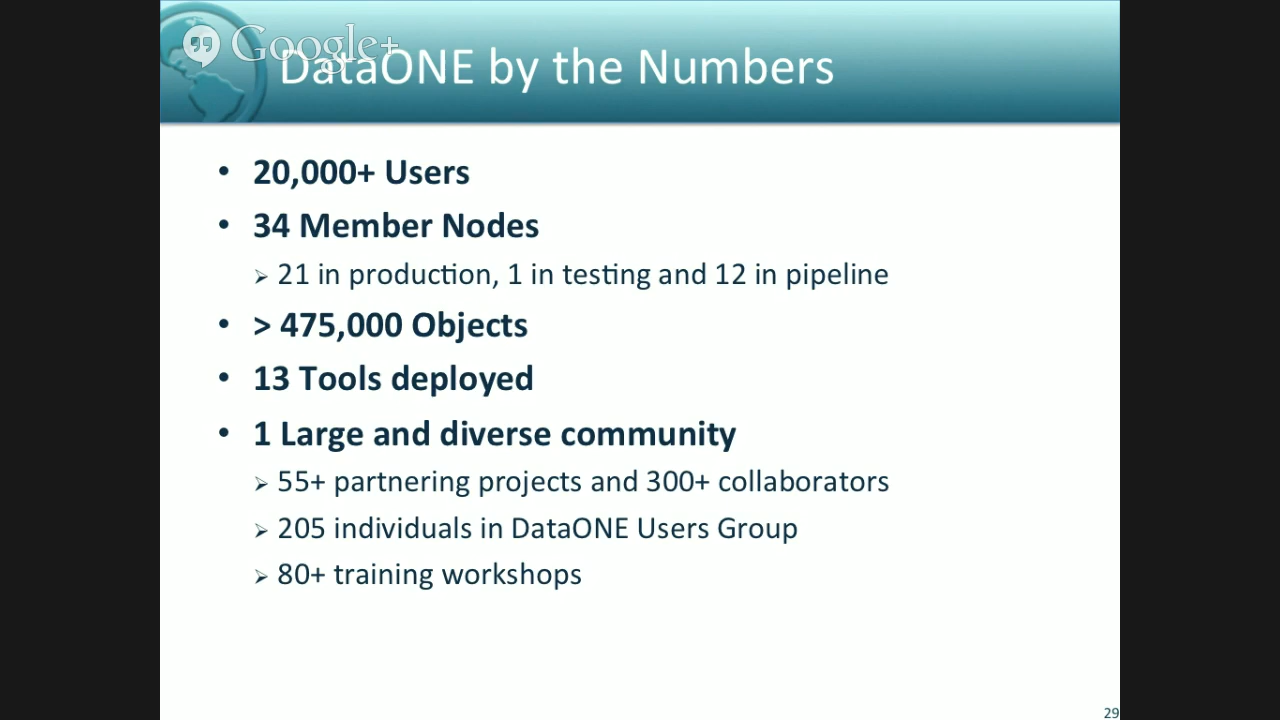 Google+
DataONE by the Numbers
• 20,000+ Users
• 34 Member Nodes
➢ 21 in production, 1 in testing and 12 in pipeline
• > 475,000 Objects
• 13 Tools deployed
• 1 Large and diverse community
➢ 55+ partnering projects and 300+ collaborators
➢ 205 individuals in DataONE Users Group
➢ 80+ training workshops
29